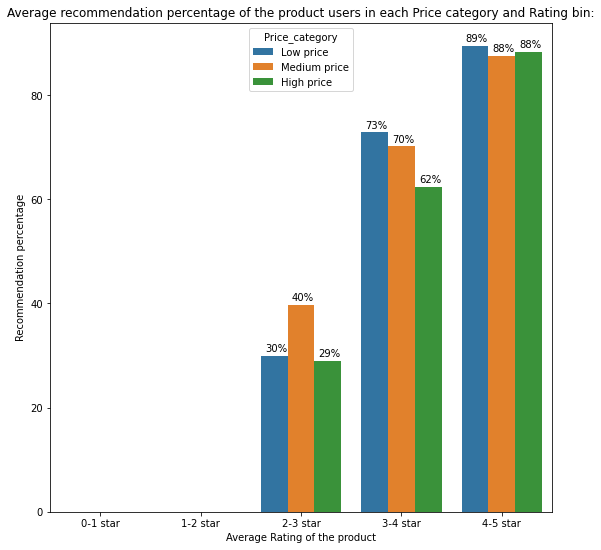 Average recommendation percentage of the product users in each Price category and Rating bin:
Price_category
Low price
Medium price
High price
Recommendation percentage
80
60
40
20
0
30%
40%
29%
73%
70%
62%
89%
88%
88%
0-1 star
1-2 star
2-3 star
3-4 star
4-5 star
Average Rating of the product